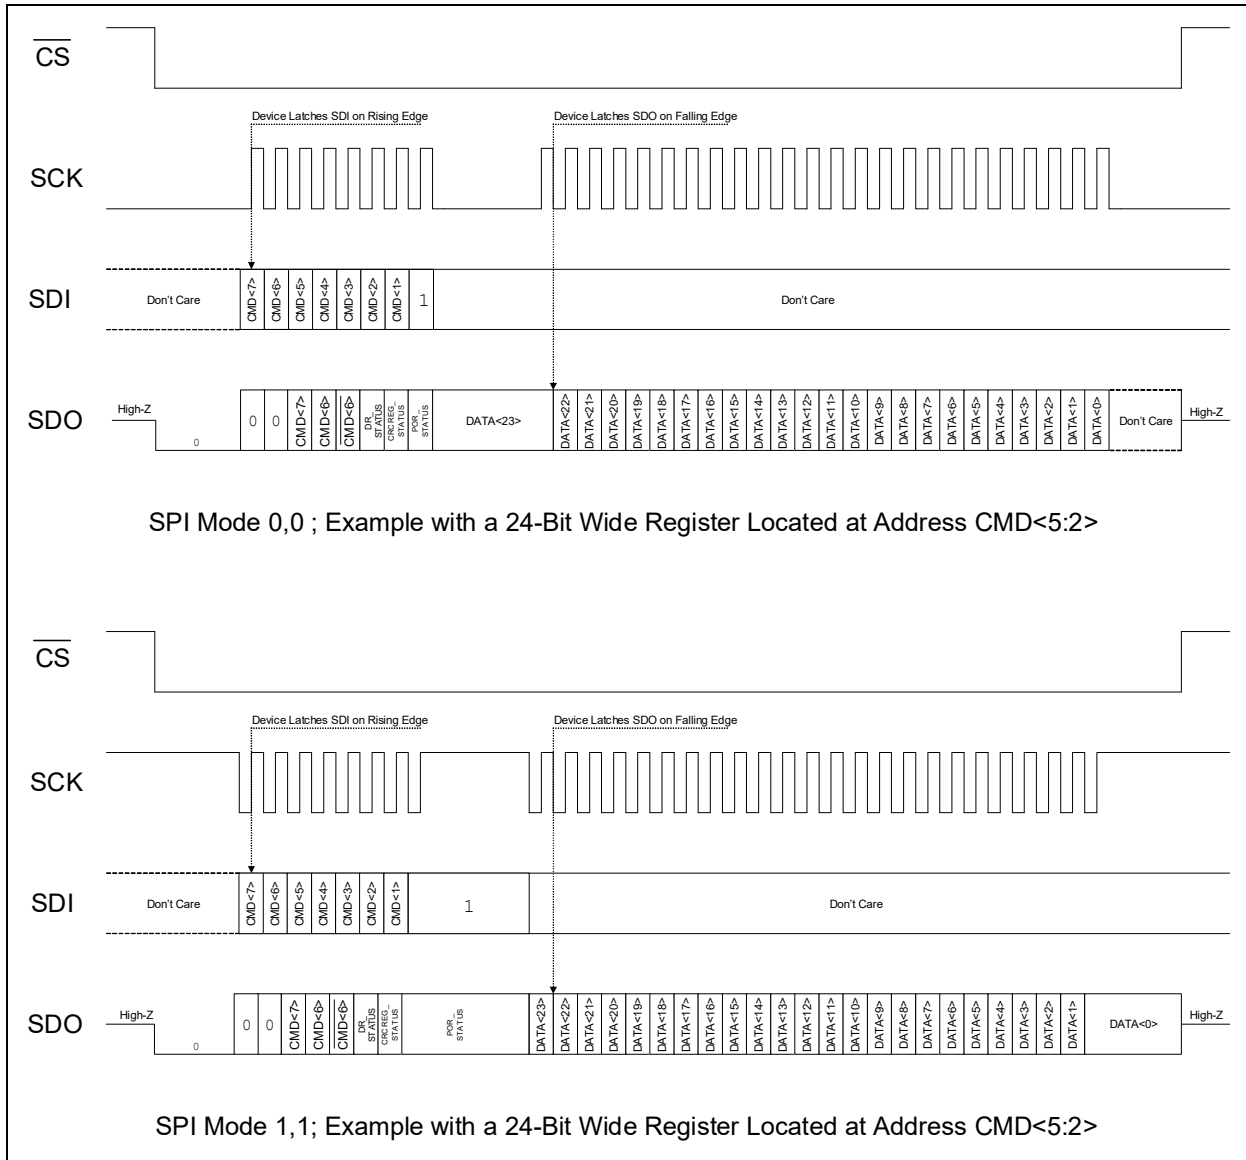 CS
Device Latches SDI on Rising Edge Device Latches SDO on Falling Edge
SCK
SDI Don't Care CMD<7> CMD<6> CMD<5> CMD<4> CMD<3> CMD<2> CMD<1> 1 Don't Care
SDO High-Z 0 0 0 CMD<7> CMD<6> CMD<6> DR_STATUS CRCREG_STATUS POR_STATUS DATA<23> DATA<22> DATA<21> DATA<20> DATA<19> DATA<18> DATA<17> DATA<16> DATA<15> DATA<14> DATA<13> DATA<12> DATA<11> DATA<10> DATA<9> DATA<8> DATA<7> DATA<6> DATA<5> DATA<4> DATA<3> DATA<2> DATA<1> DATA<0> Don't Care High-Z
SPI Mode 0,0 ; Example with a 24-Bit Wide Register Located at Address CMD<5:2>
CS
Device Latches SDI on Rising Edge Device Latches SDO on Falling Edge
SCK
SDI Don't Care CMD<7> CMD<6> CMD<5> CMD<4> CMD<3> CMD<2> CMD<1> 1 Don't Care
SDO High-Z 0 0 0 CMD<7> CMD<6> CMD<6> DR_STATUS CRCREG_STATUS POR_STATUS DATA<23> DATA<22> DATA<21> DATA<20> DATA<19> DATA<18> DATA<17> DATA<16> DATA<15> DATA<14> DATA<13> DATA<12> DATA<11> DATA<10> DATA<9> DATA<8> DATA<7> DATA<6> DATA<5> DATA<4> DATA<3> DATA<2> DATA<1> DATA<0> High-Z
SPI Mode 1,1; Example with a 24-Bit Wide Register Located at Address CMD<5:2>